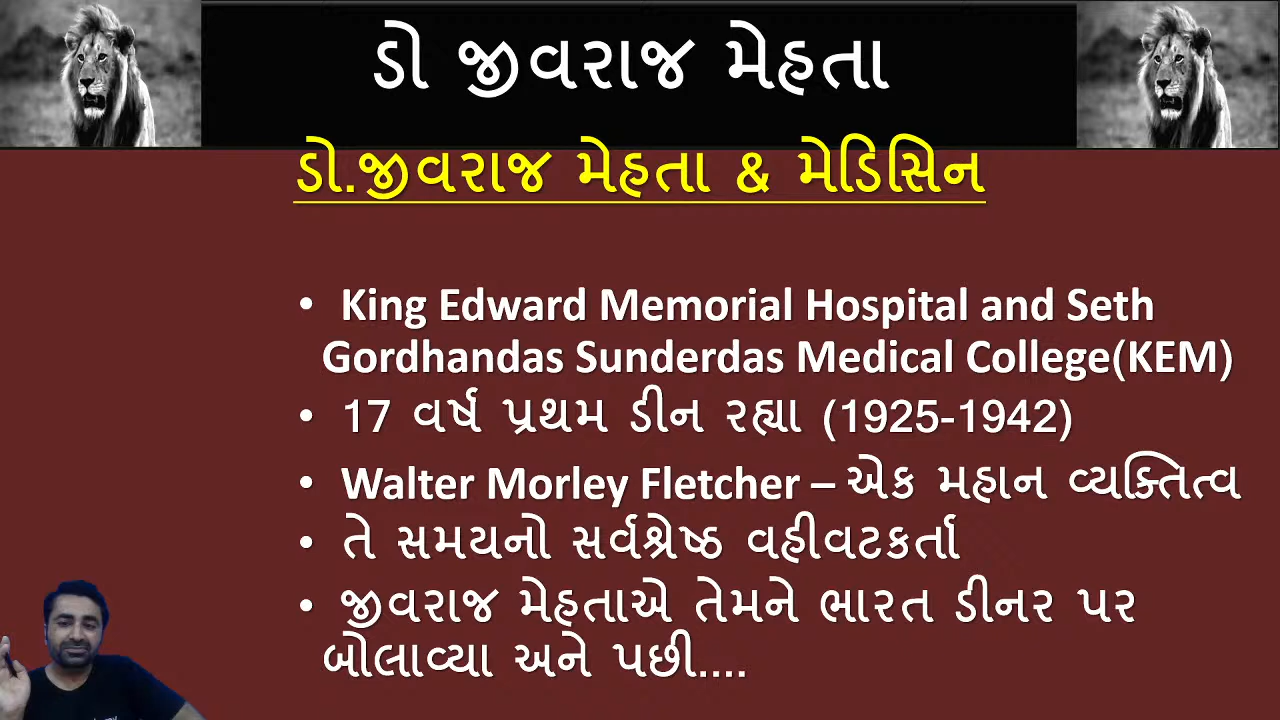 ડો જીવરાજ મેહતા
ડો.જીવરાજ મેહતા & મેડિસિન
• King Edward Memorial Hospital and Seth
Gordhandas Sunderdas Medical College(KEM)
• 17 વર્ષ પ્રથમ ડીન રહ્યા (1925-1942)
• Walter Morley Fletcher – એક મહાન વ્યક્તિત્વ
• તે સમયનો સર્વશ્રેષ્ઠ વહીવટકર્તા
• જીવરાજ મેહતાએ તેમને ભારત ડીનર પર
બોલાવ્યા અને પછી....